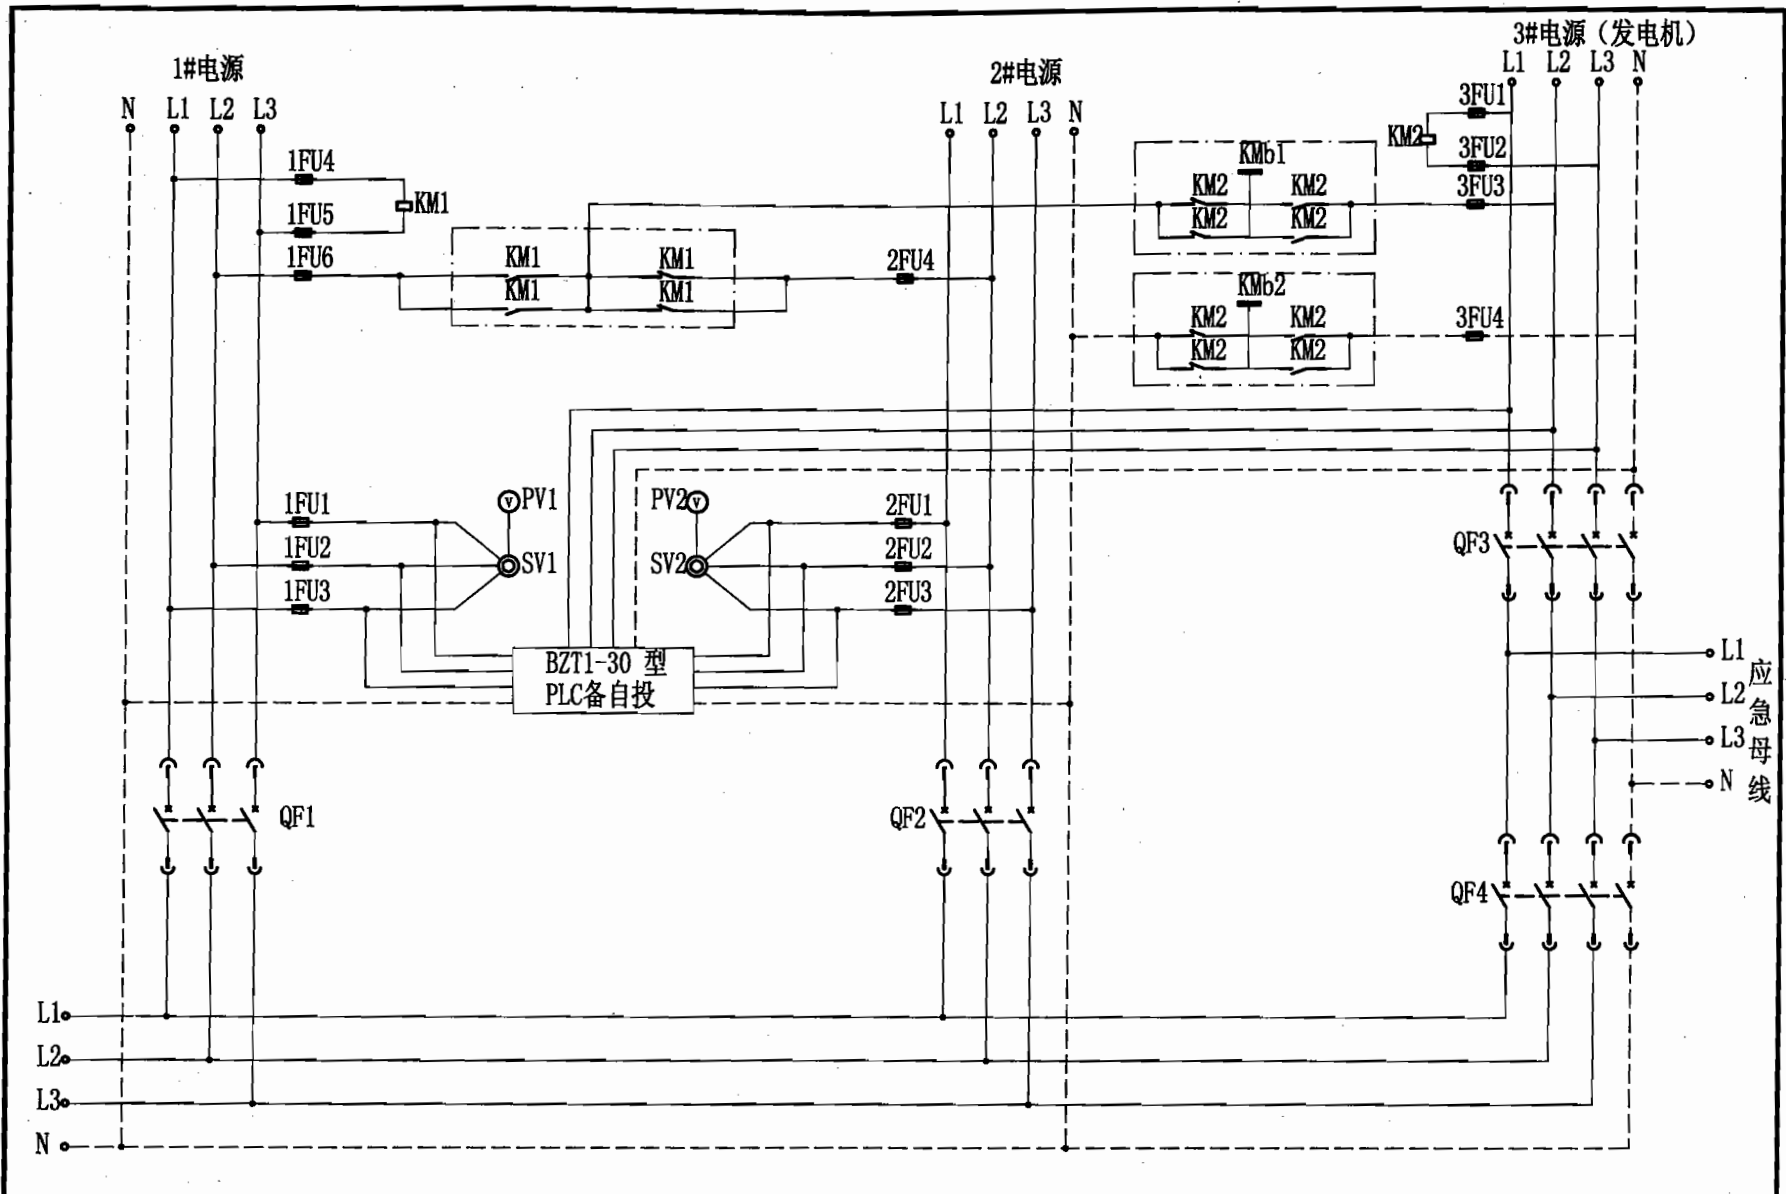 1#电源
N L1 L2 L3
2#电源
L1 L2 L3 N
3#电源(发电机)
L1 L2 L3 N
1FU4
KM1
1FU5
1FU6
KM1 KM1
KM1 KM1
2FU4
3FU1
KM2
3FU2
3FU3
KMb1
KM2 KM2
KM2 KM2
KMb2
KM2 KM2
KM2 KM2
3FU4
1FU1
1FU2
1FU3
V PV1
SV1
PV2 V
SV2
2FU1
2FU2
2FU3
BZT1-30 型
PLC备自投
QF1
QF2
QF3
QF4
L1
L2
L3
N
应急母线
L1
L2
L3
N